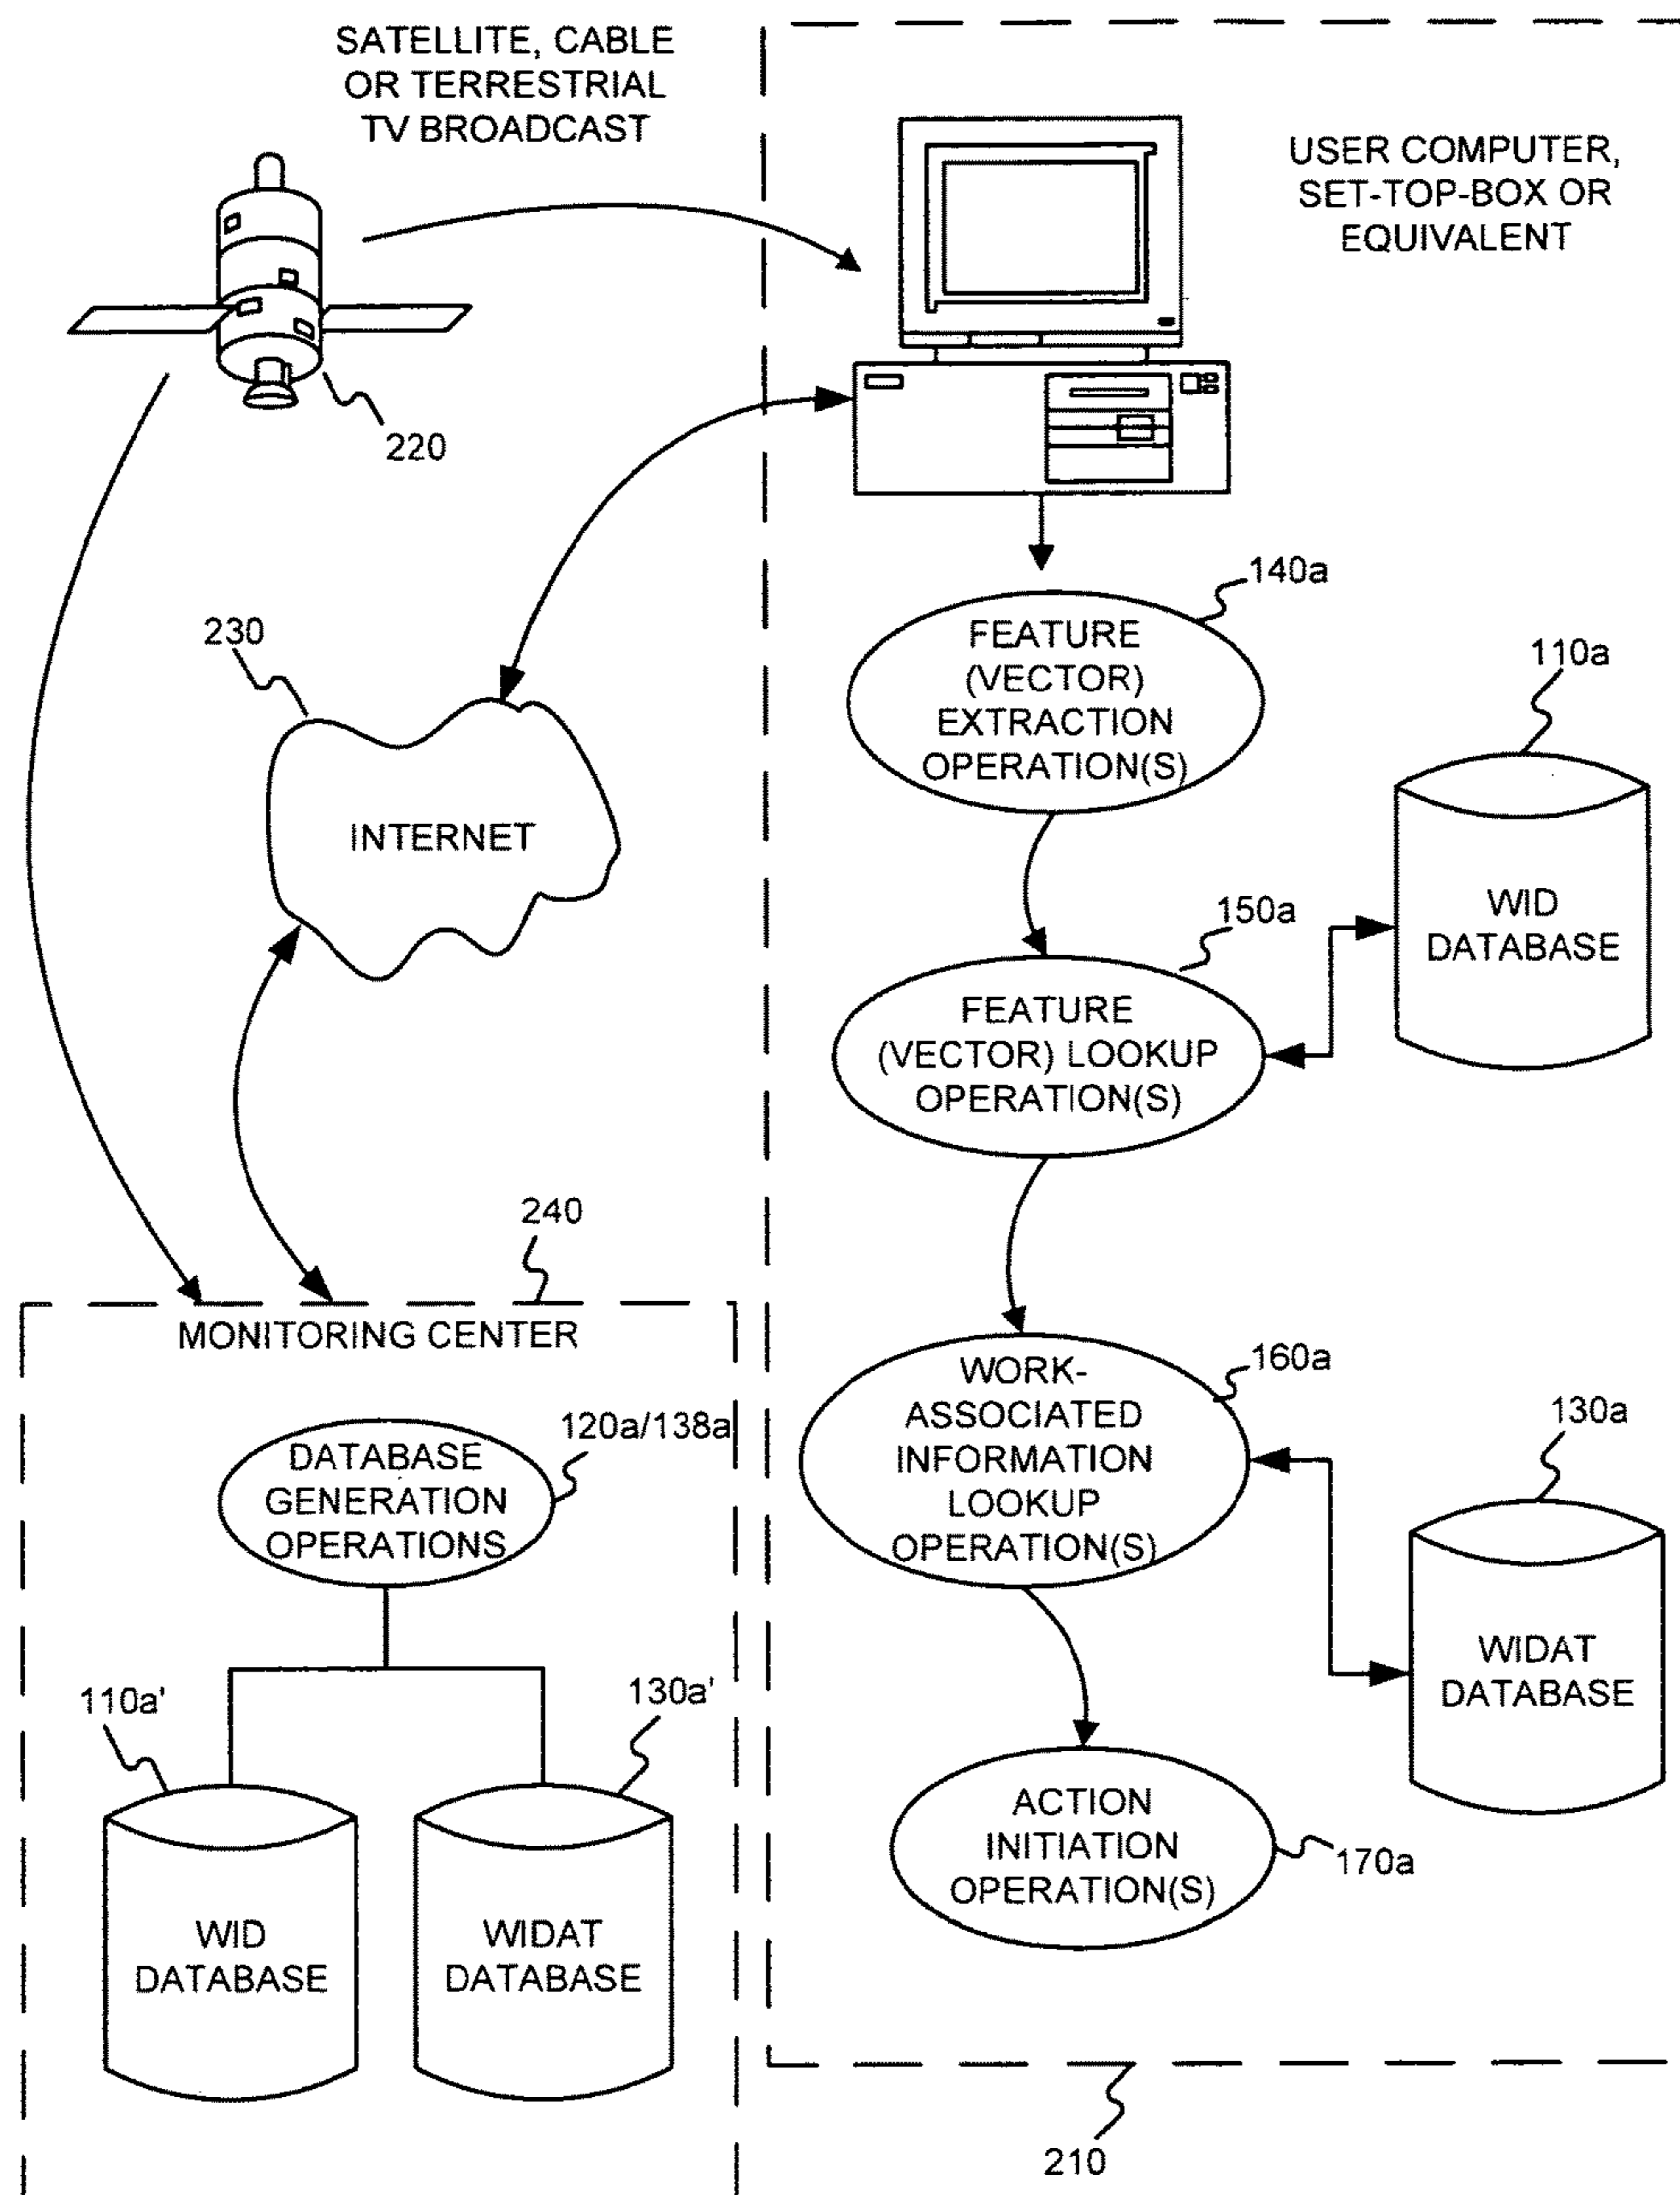 SATELLITE, CABLE
OR TERRESTRIAL
TV BROADCAST
USER COMPUTER,
SET-TOP-BOX OR
EQUIVALENT
220
140a
FEATURE
(VECTOR)
EXTRACTION
OPERATION(S)
230
INTERNET
110a
WID
DATABASE
150a
FEATURE
(VECTOR) LOOKUP
OPERATION(S)
240
MONITORING CENTER
160a
WORK-
ASSOCIATED
INFORMATION
LOOKUP
OPERATION(S)
130a
WIDAT
DATABASE
120a/138a
DATABASE
GENERATION
OPERATIONS
110a'
130a'
WID
DATABASE
WIDAT
DATABASE
ACTION
INITIATION
OPERATION(S)
170a
210